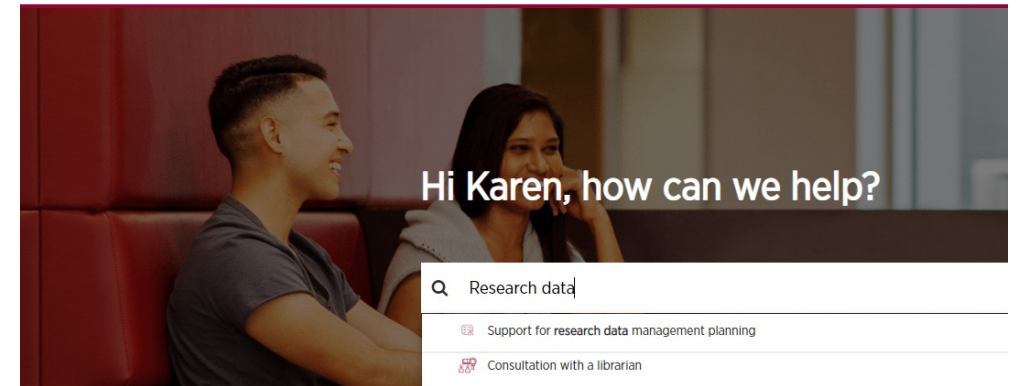 Hi Karen, how can we help?
Research data
Support for research data management planning
Consultation with a librarian